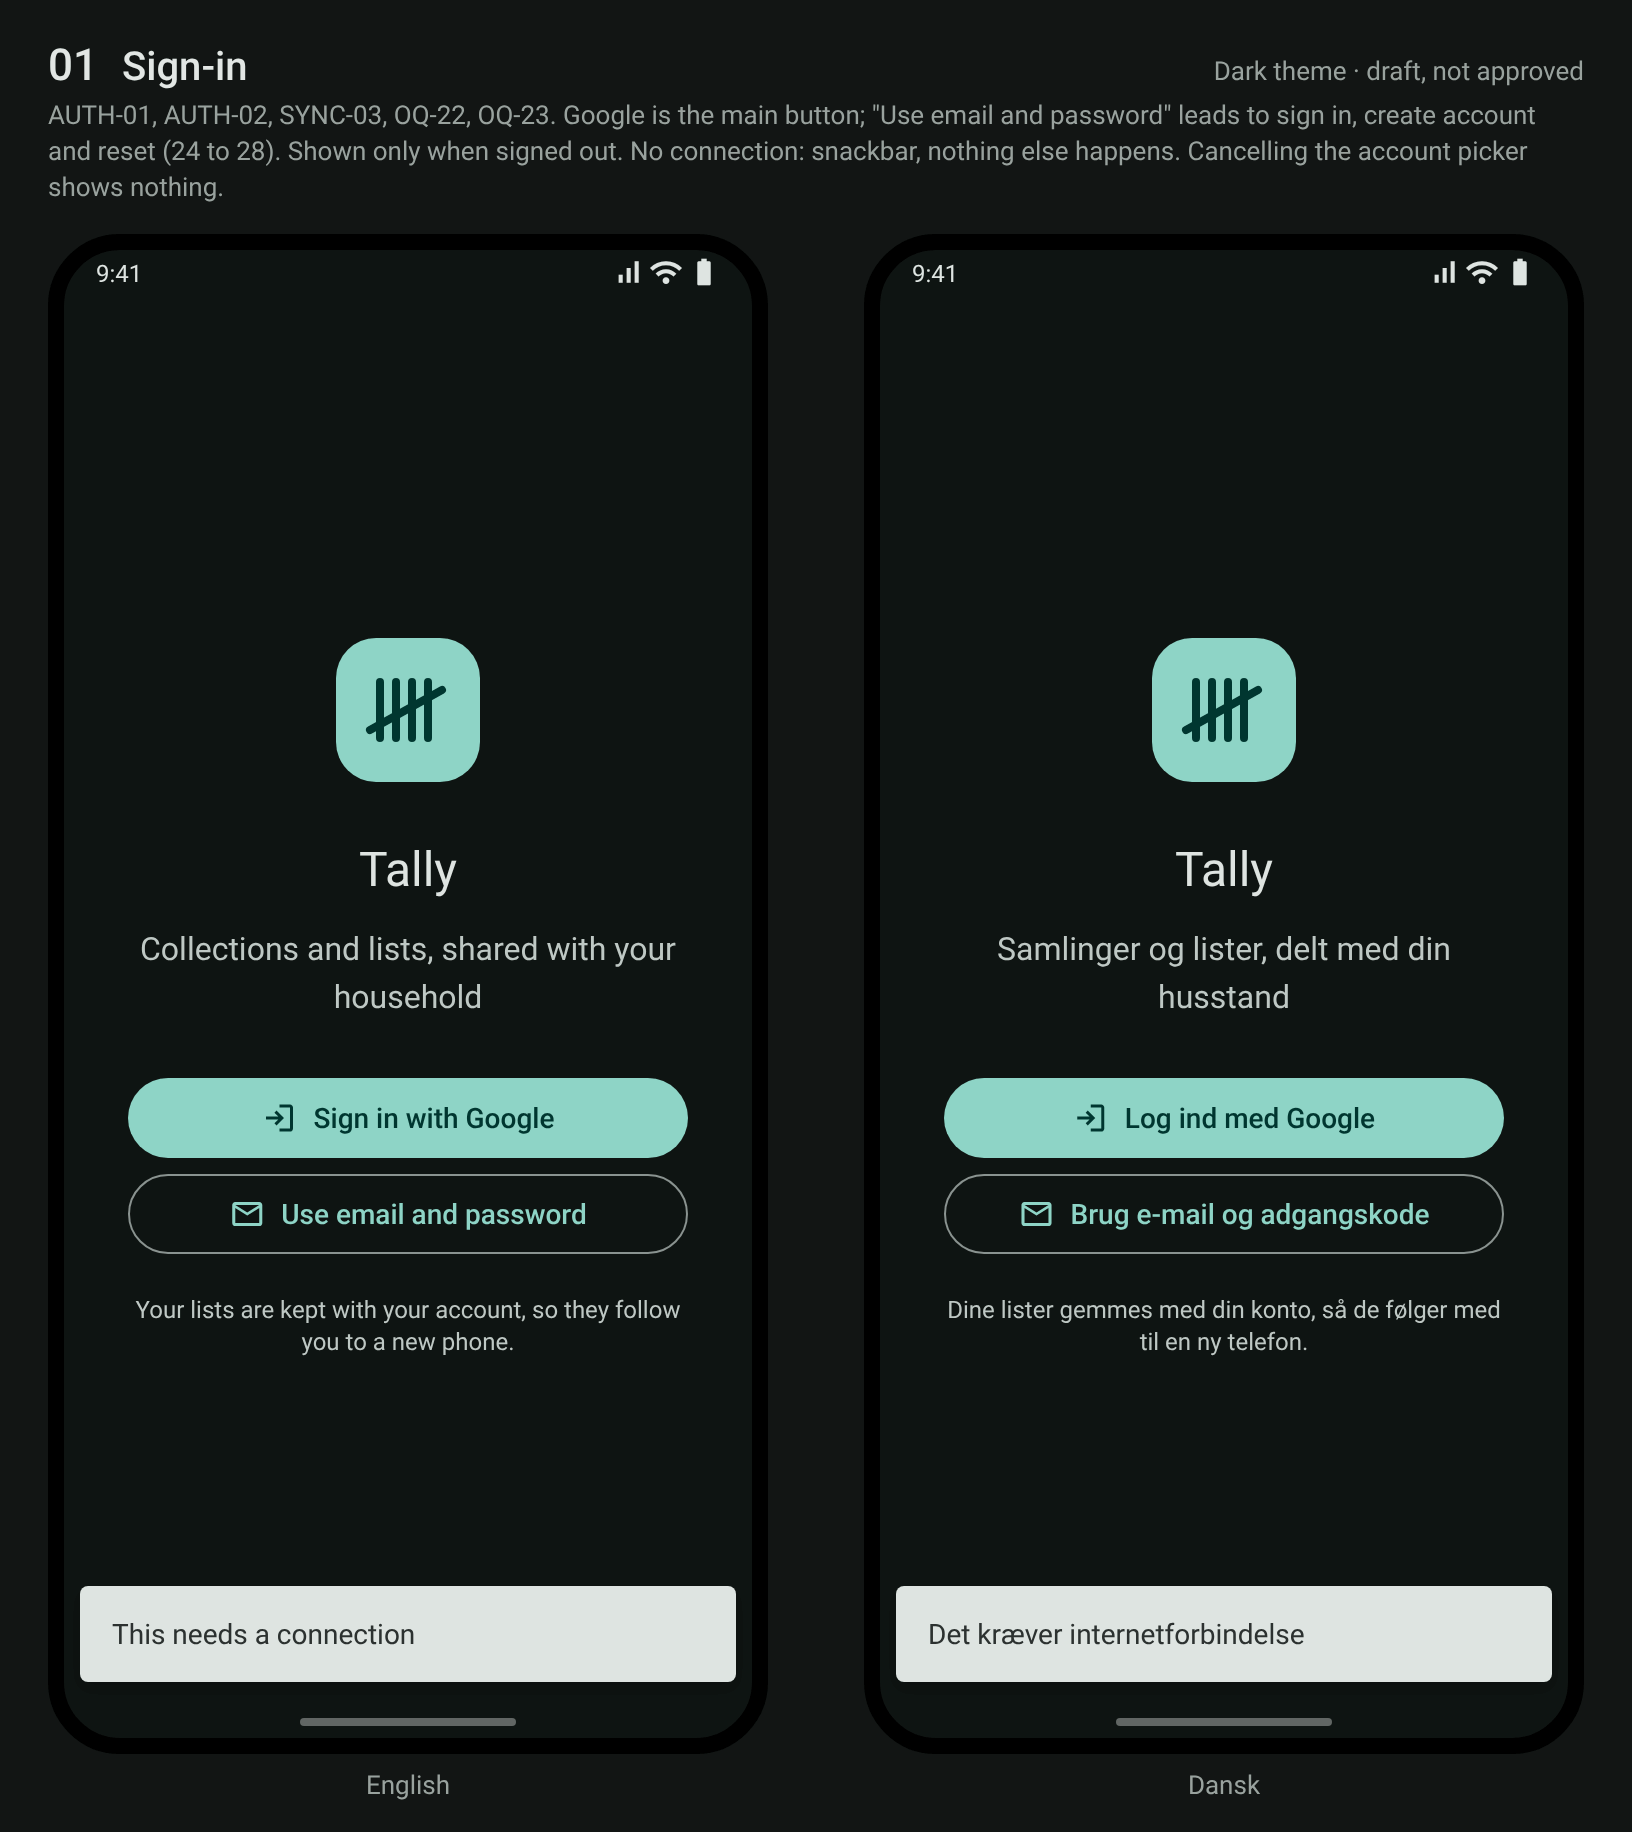 01 Sign-in
Dark theme · draft, not approved
AUTH-01, AUTH-02, SYNC-03, OQ-22, OQ-23. Google is the main button; "Use email and password" leads to sign in, create account
and reset (24 to 28). Shown only when signed out. No connection: snackbar, nothing else happens. Cancelling the account picker
shows nothing.
9:41
Tally
Collections and lists, shared with your
household
Sign in with Google
Use email and password
Your lists are kept with your account, so they follow
you to a new phone.
This needs a connection
English
9:41
Tally
Samlinger og lister, delt med din
husstand
Log ind med Google
Brug e-mail og adgangskode
Dine lister gemmes med din konto, så de følger med
til en ny telefon.
Det kræver internetforbindelse
Dansk